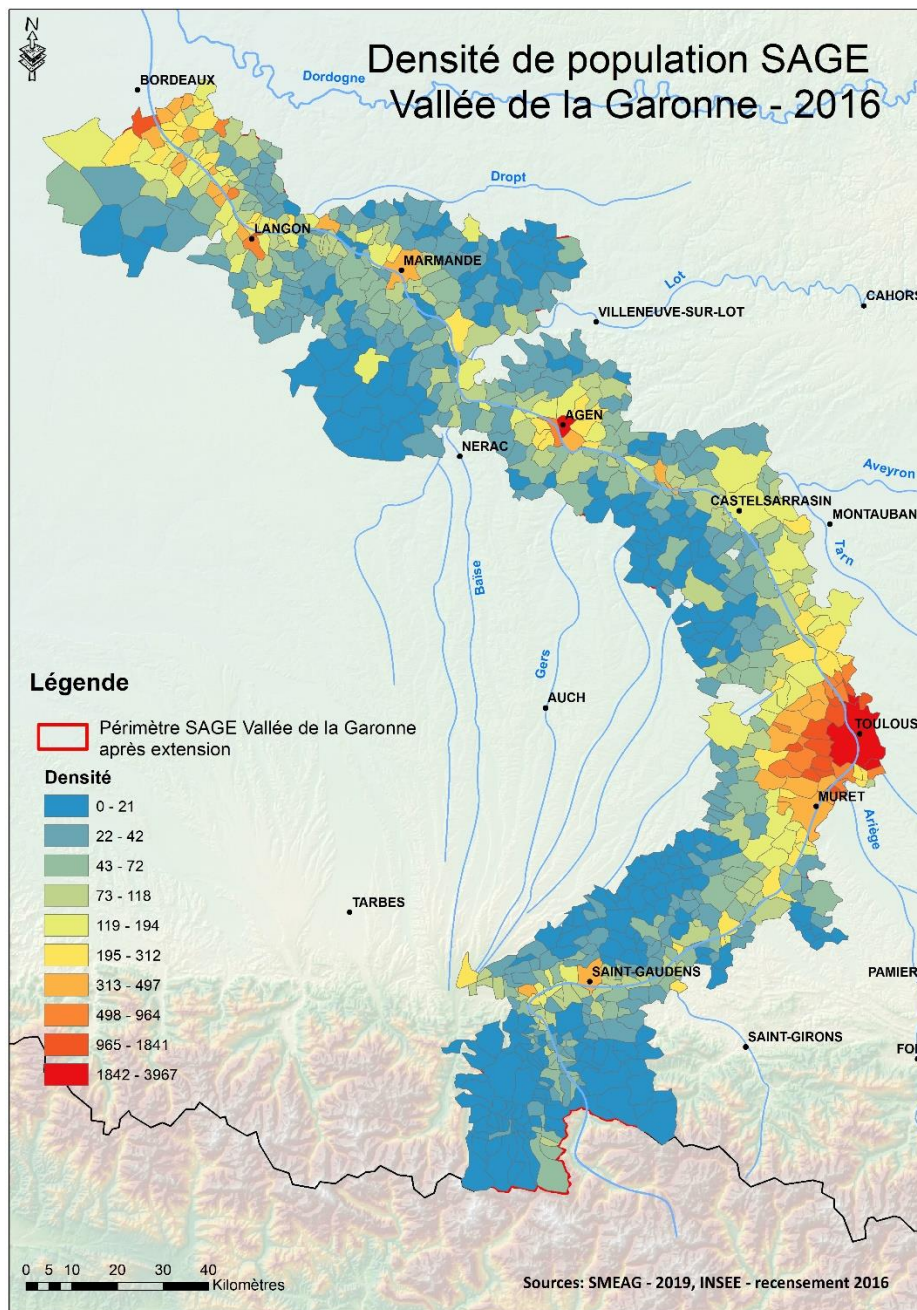 Densité de population SAGE
Vallée de la Garonne - 2016
N
BORDEAUX
Dordogne
Dropt
LANGON
MARMANDE
Lot
CAHORS
VILLENEUVE-SUR-LOT
AGEN
NERAC
Aveyron
CASTELSARRASIN
MONTAUBAN
Tarn
Baïse
Gers
AUCH
TOULOUS
MURET
Ariège
TARBES
PAMIER
SAINT-GAUDENS
SAINT-GIRONS
FOI
Légende
Périmètre SAGE Vallée de la Garonne
après extension
Densité
0 - 21
22 - 42
43 - 72
73 - 118
119 - 194
195 - 312
313 - 497
498 - 964
965 - 1841
1842 - 3967
0 5 10 20 30 40
Kilomètres
Sources: SMEAG - 2019, INSEE - recensement 2016